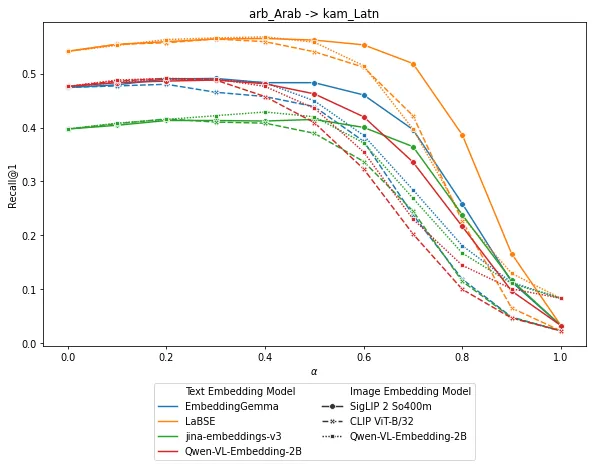 arb_Arab -> kam_Latn
Recall@1
0.5
0.4
0.3
0.2
0.1
0.0
0.0 0.2 0.4 0.6 0.8 1.0
α
Text Embedding Model Image Embedding Model
EmbeddingGemma SigLIP 2 So400m
LaBSE CLIP ViT-B/32
jina-embeddings-v3 Qwen-VL-Embedding-2B
Qwen-VL-Embedding-2B